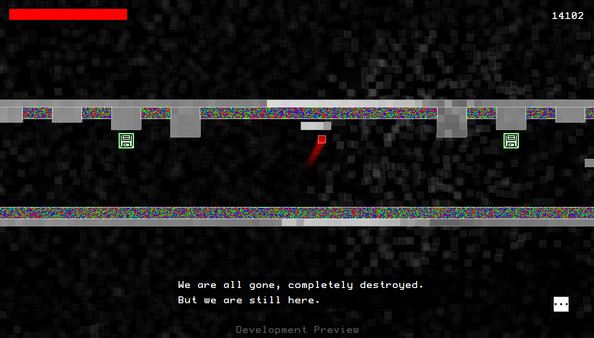 14102
We are all gone, completely destroyed.
But we are still here.
...
Development Preview